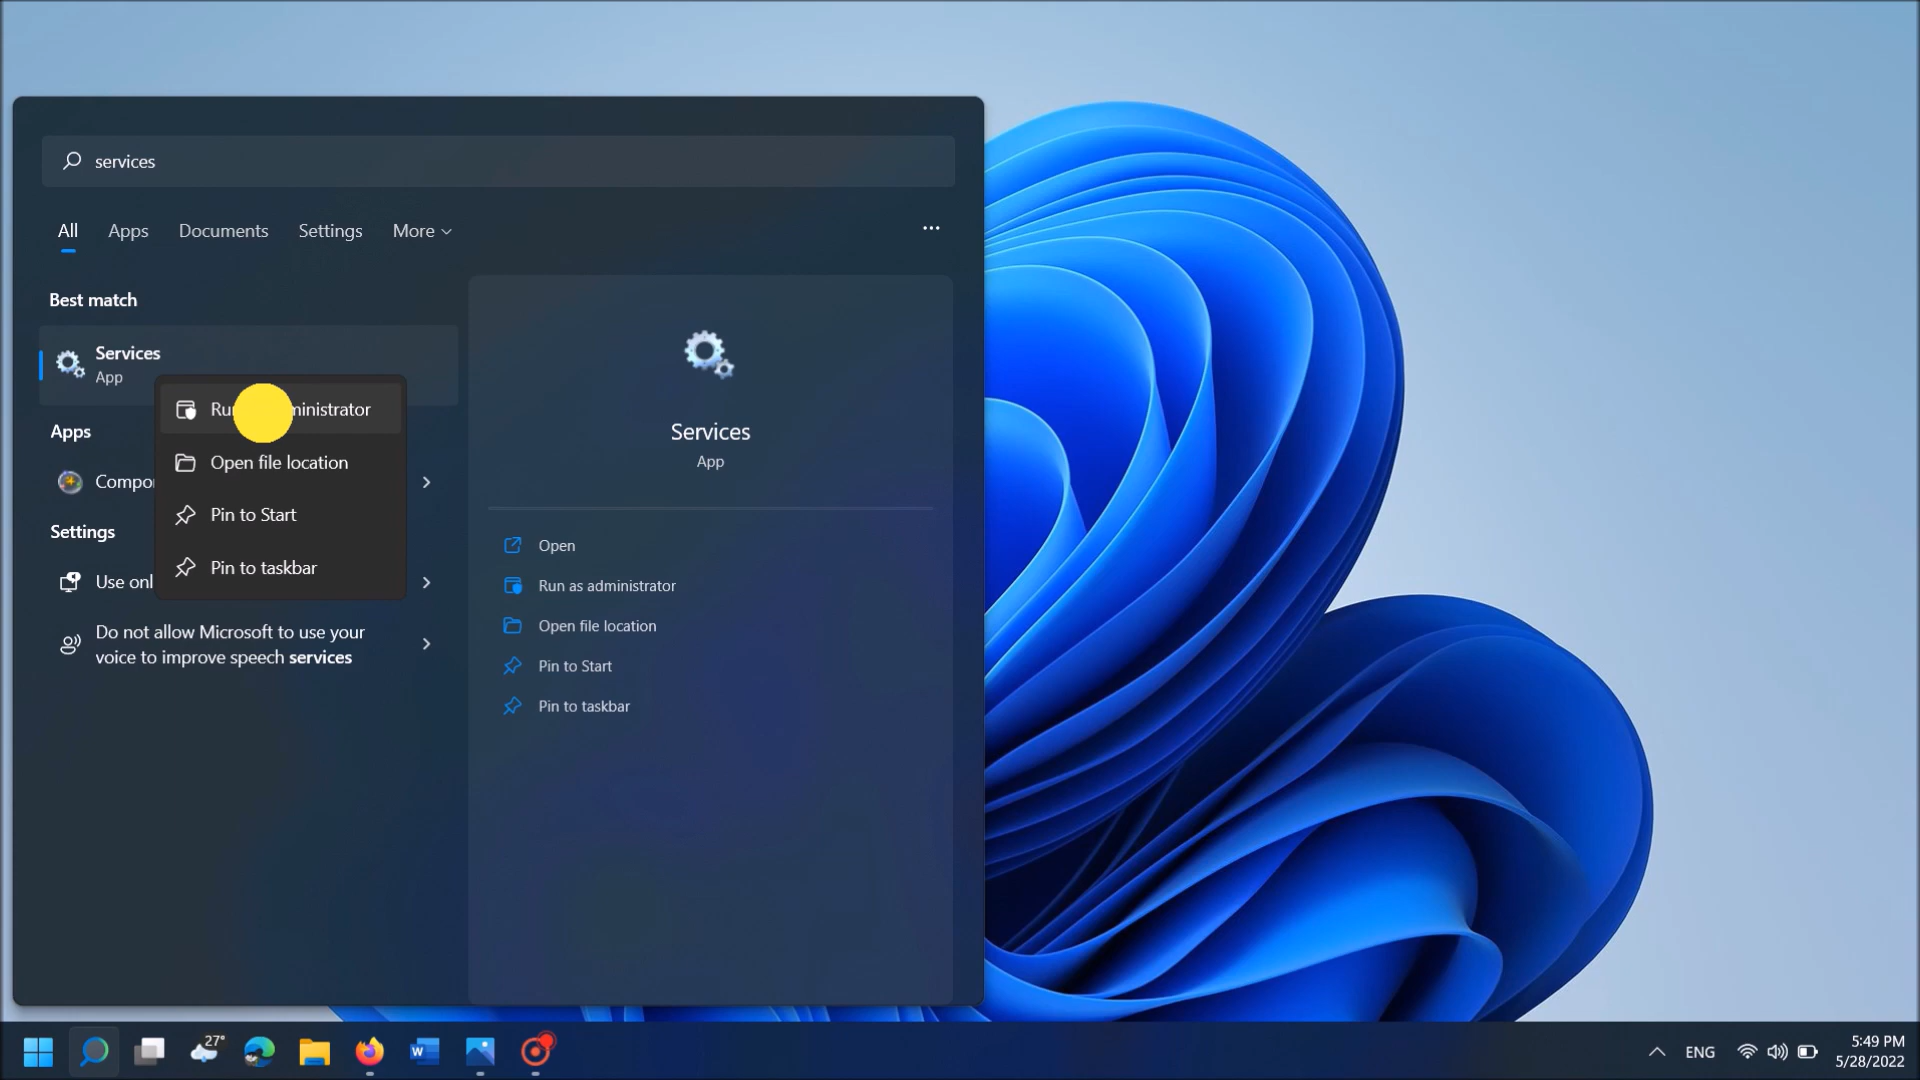 services
All Apps Documents Settings More
Best match
Services
App
Run ministrator
Open file location
Pin to Start
Pin to taskbar
Apps
Compo
Settings
Use onl
Do not allow Microsoft to use your
voice to improve speech services
Services
App
Open
Run as administrator
Open file location
Pin to Start
Pin to taskbar
27°
W
ENG
5:49 PM
5/28/2022